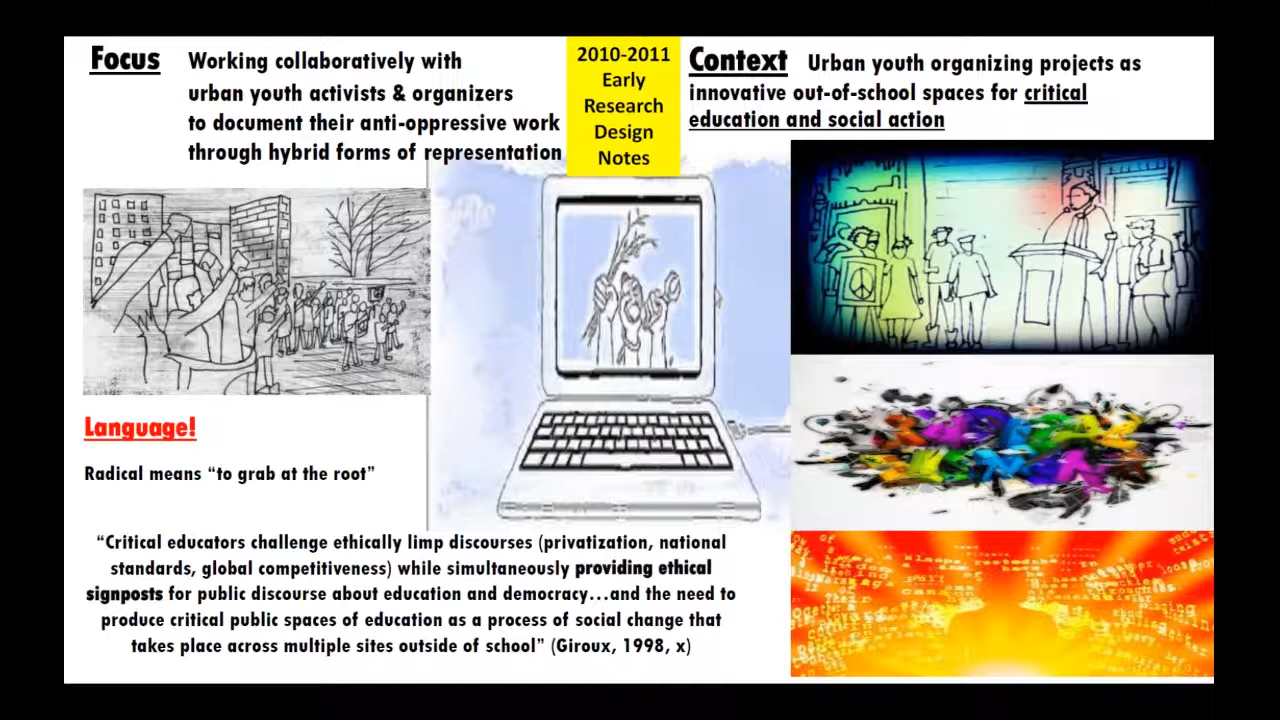 Focus
Working collaboratively with
urban youth activists & organizers
to document their anti-oppressive work
through hybrid forms of representation
2010-2011
Early
Research
Design
Notes
Context Urban youth organizing projects as
innovative out-of-school spaces for critical
education and social action
Language!
Radical means “to grab at the root”
“Critical educators challenge ethically limp discourses (privatization, national
standards, global competitiveness) while simultaneously providing ethical
signposts for public discourse about education and democracy…and the need to
produce critical public spaces of education as a process of social change that
takes place across multiple sites outside of school” (Giroux, 1998, x)